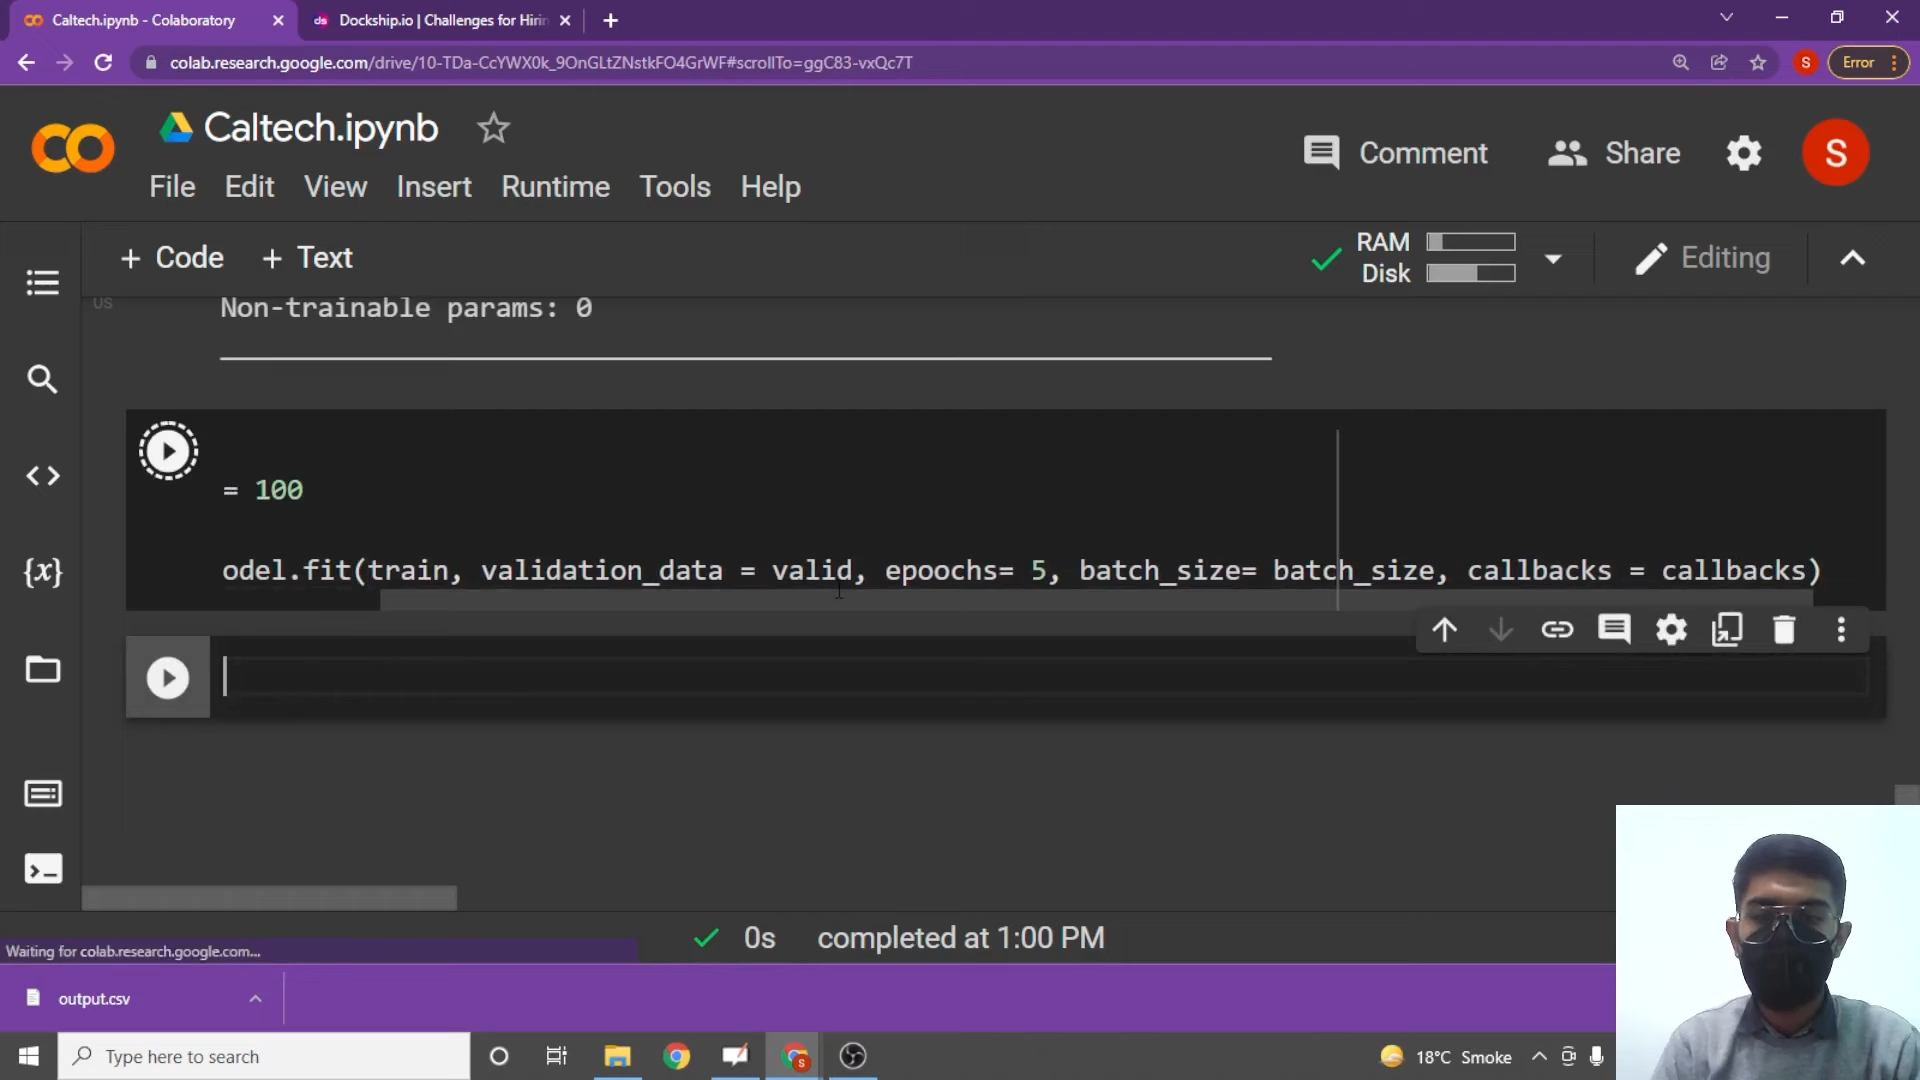 Caltech.ipynb - Colaboratory
Dockship.io | Challenges for Hirin
colab.research.google.com/drive/10-TDa-CcYWX0k_9OnGLtZNstkFO4GrWF#scrollTo=ggC83-vxQc7T
S
Error
Caltech.ipynb
File Edit View Insert Runtime Tools Help
Comment Share S
+ Code + Text
RAM
Disk
Editing
Non-trainable params: 0
= 100
odel.fit(train, validation_data = valid, epoochs= 5, batch_size= batch_size, callbacks = callbacks)
0s completed at 1:00 PM
Waiting for colab.research.google.com...
output.csv
Type here to search
18°C Smoke